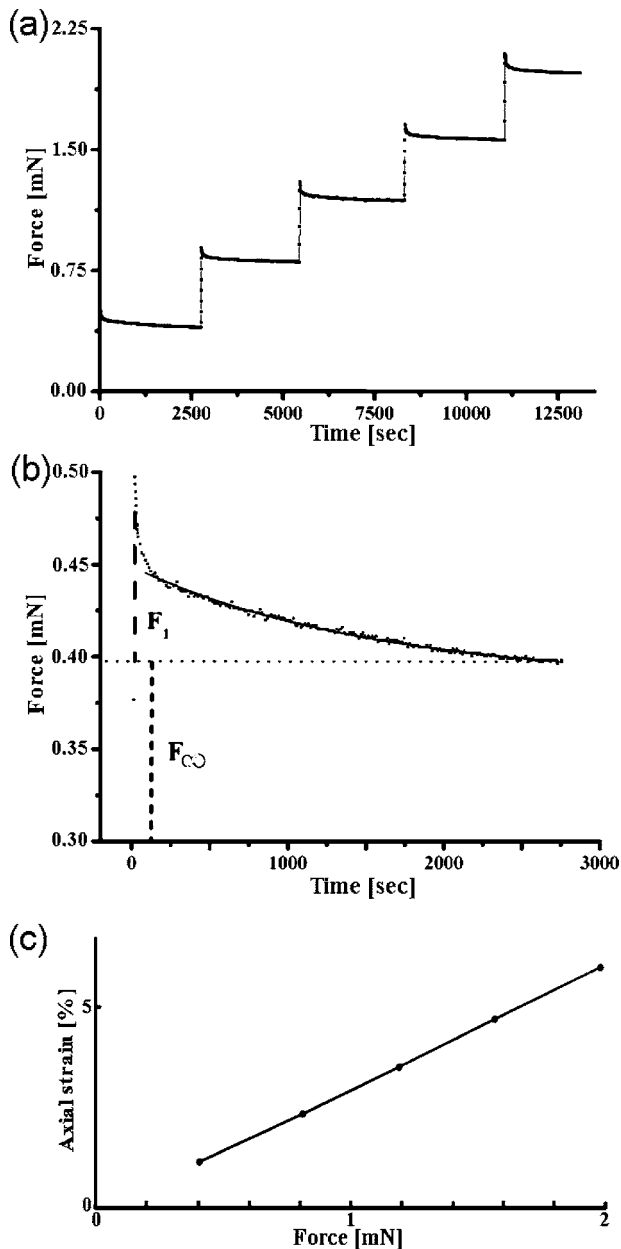 (a)
2.25
1.50
0.75
0.00
Force [mN]
0 2500 5000 7500 10000 12500
Time [sec]
(b)
0.50
0.45
0.40
0.35
0.30
Force [mN]
F1
F∞
0 1000 2000 3000
Time [sec]
(c)
5
0
Axial strain [%]
0 1 2
Force [mN]